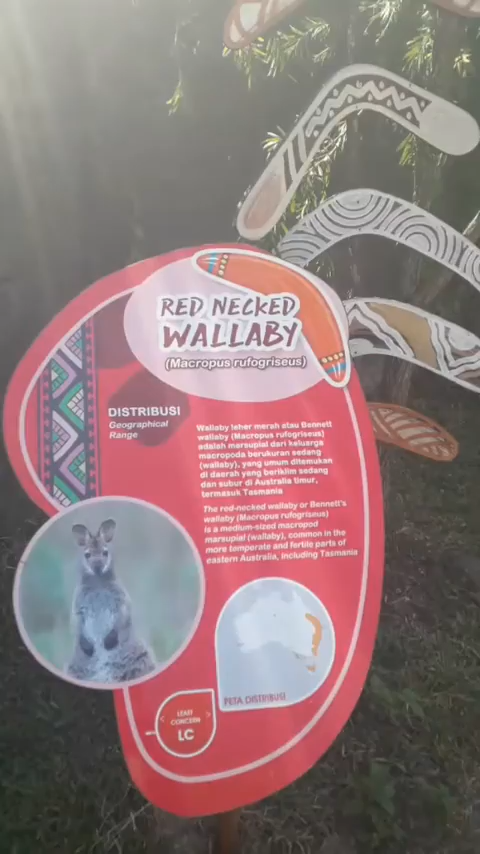 RED NECKED
WALLABY
(Macropus rufogriseus)
DISTRIBUSI
Geographical
Range
Wallaby leher merah atau Bennett
wallaby (Macropus rufogriseus)
adalah marsupial dari keluarga
macropoda berukuran sedang
(wallaby), yang umum ditemukan
di daerah yang beriklim sedang
dan subur di Australia timur,
termasuk Tasmania
The red-necked wallaby or Bennett's
wallaby (Macropus rufogriseus)
is a medium-sized macropod
marsupial (wallaby), common in the
more temperate and fertile parts of
eastern Australia, including Tasmania
PETA DISTRIBUSI
LEAST
CONCERN
LC